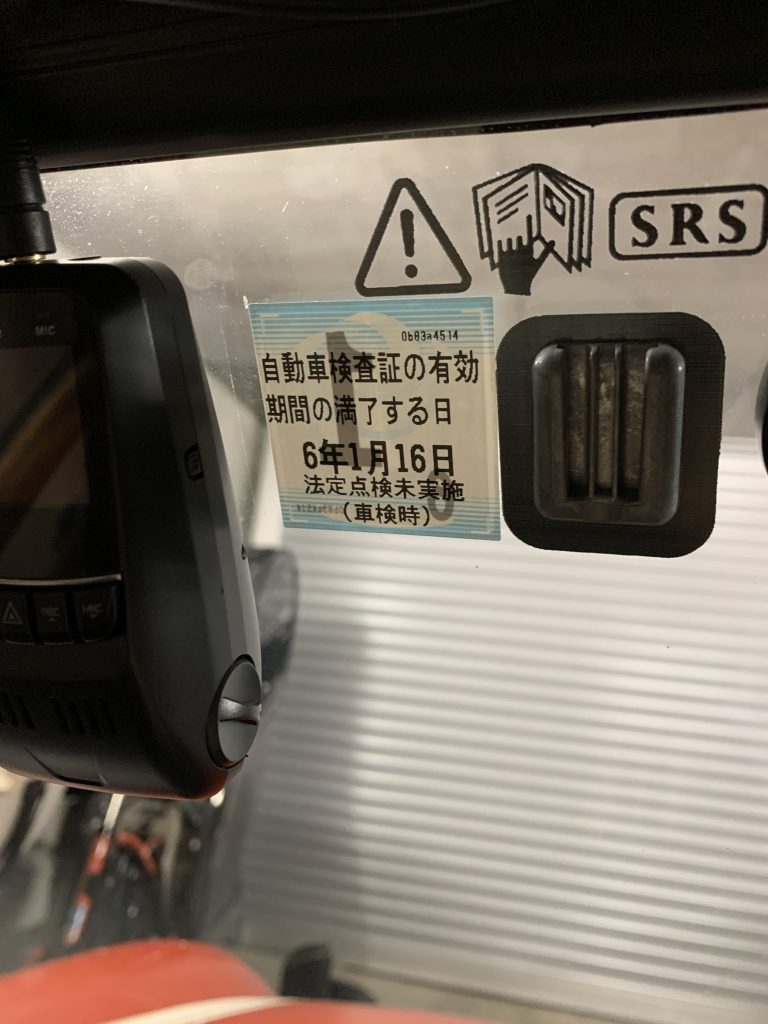 MIC
SRS
0b83a4514
自動車検査証の有効
期間の満了する日
6年1月16日
法定点検未実施
(車検時)